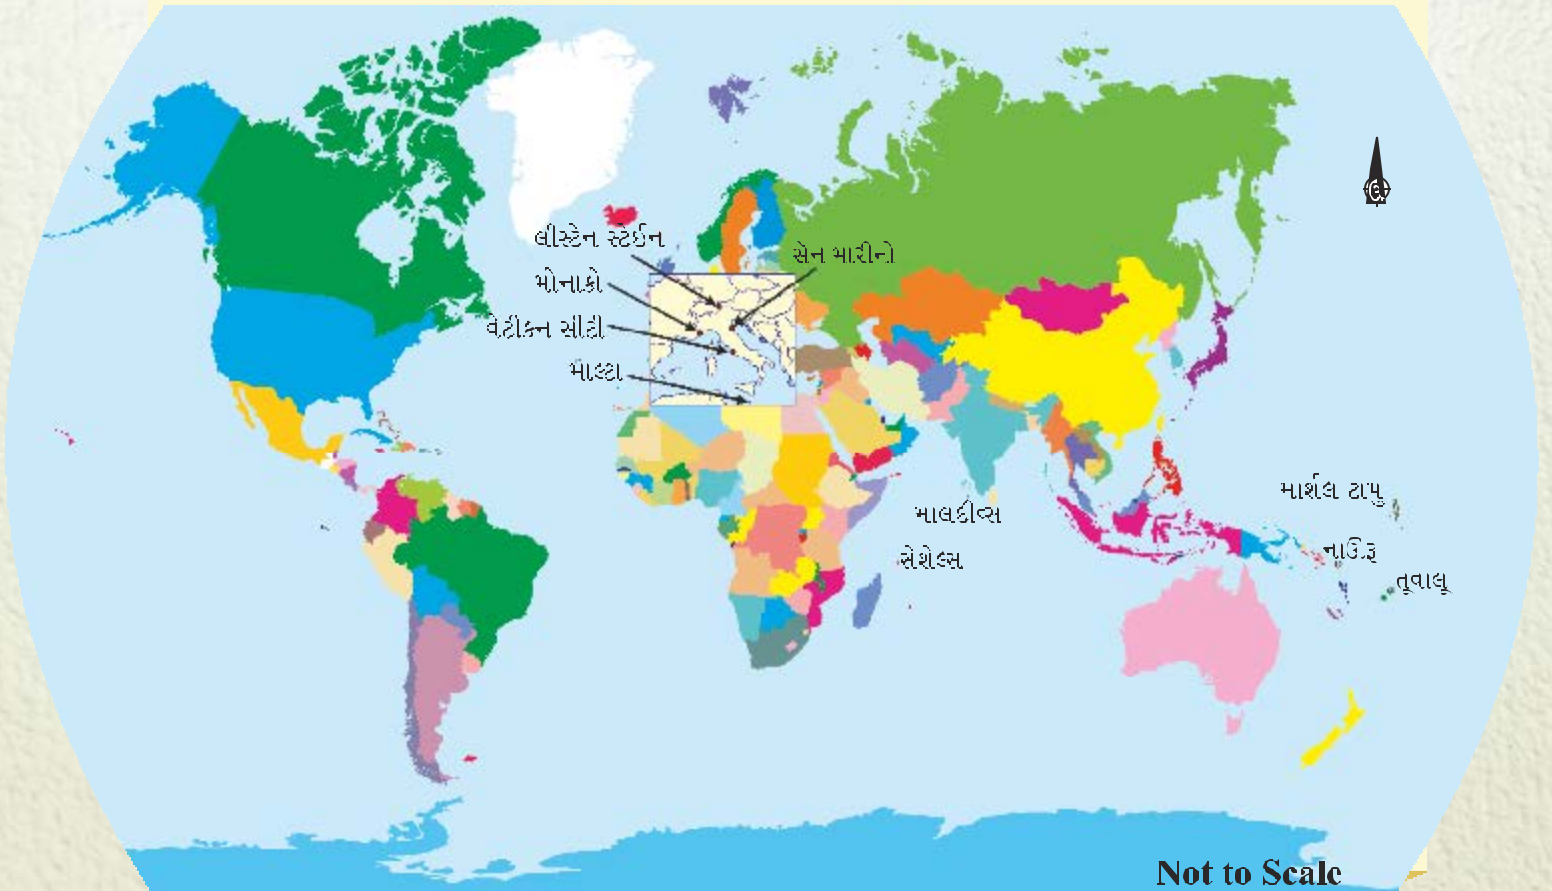 લીસ્ટેન સ્ટેઈન
સેન મારીનો
મોનાકો
વેટીકન સીટી
માલ્ટા
માર્શલ ટાપુ
માલદીવ્સ
નાઊરૂ
સેશેલ્સ
તૂવાલૂ
Not to Scale